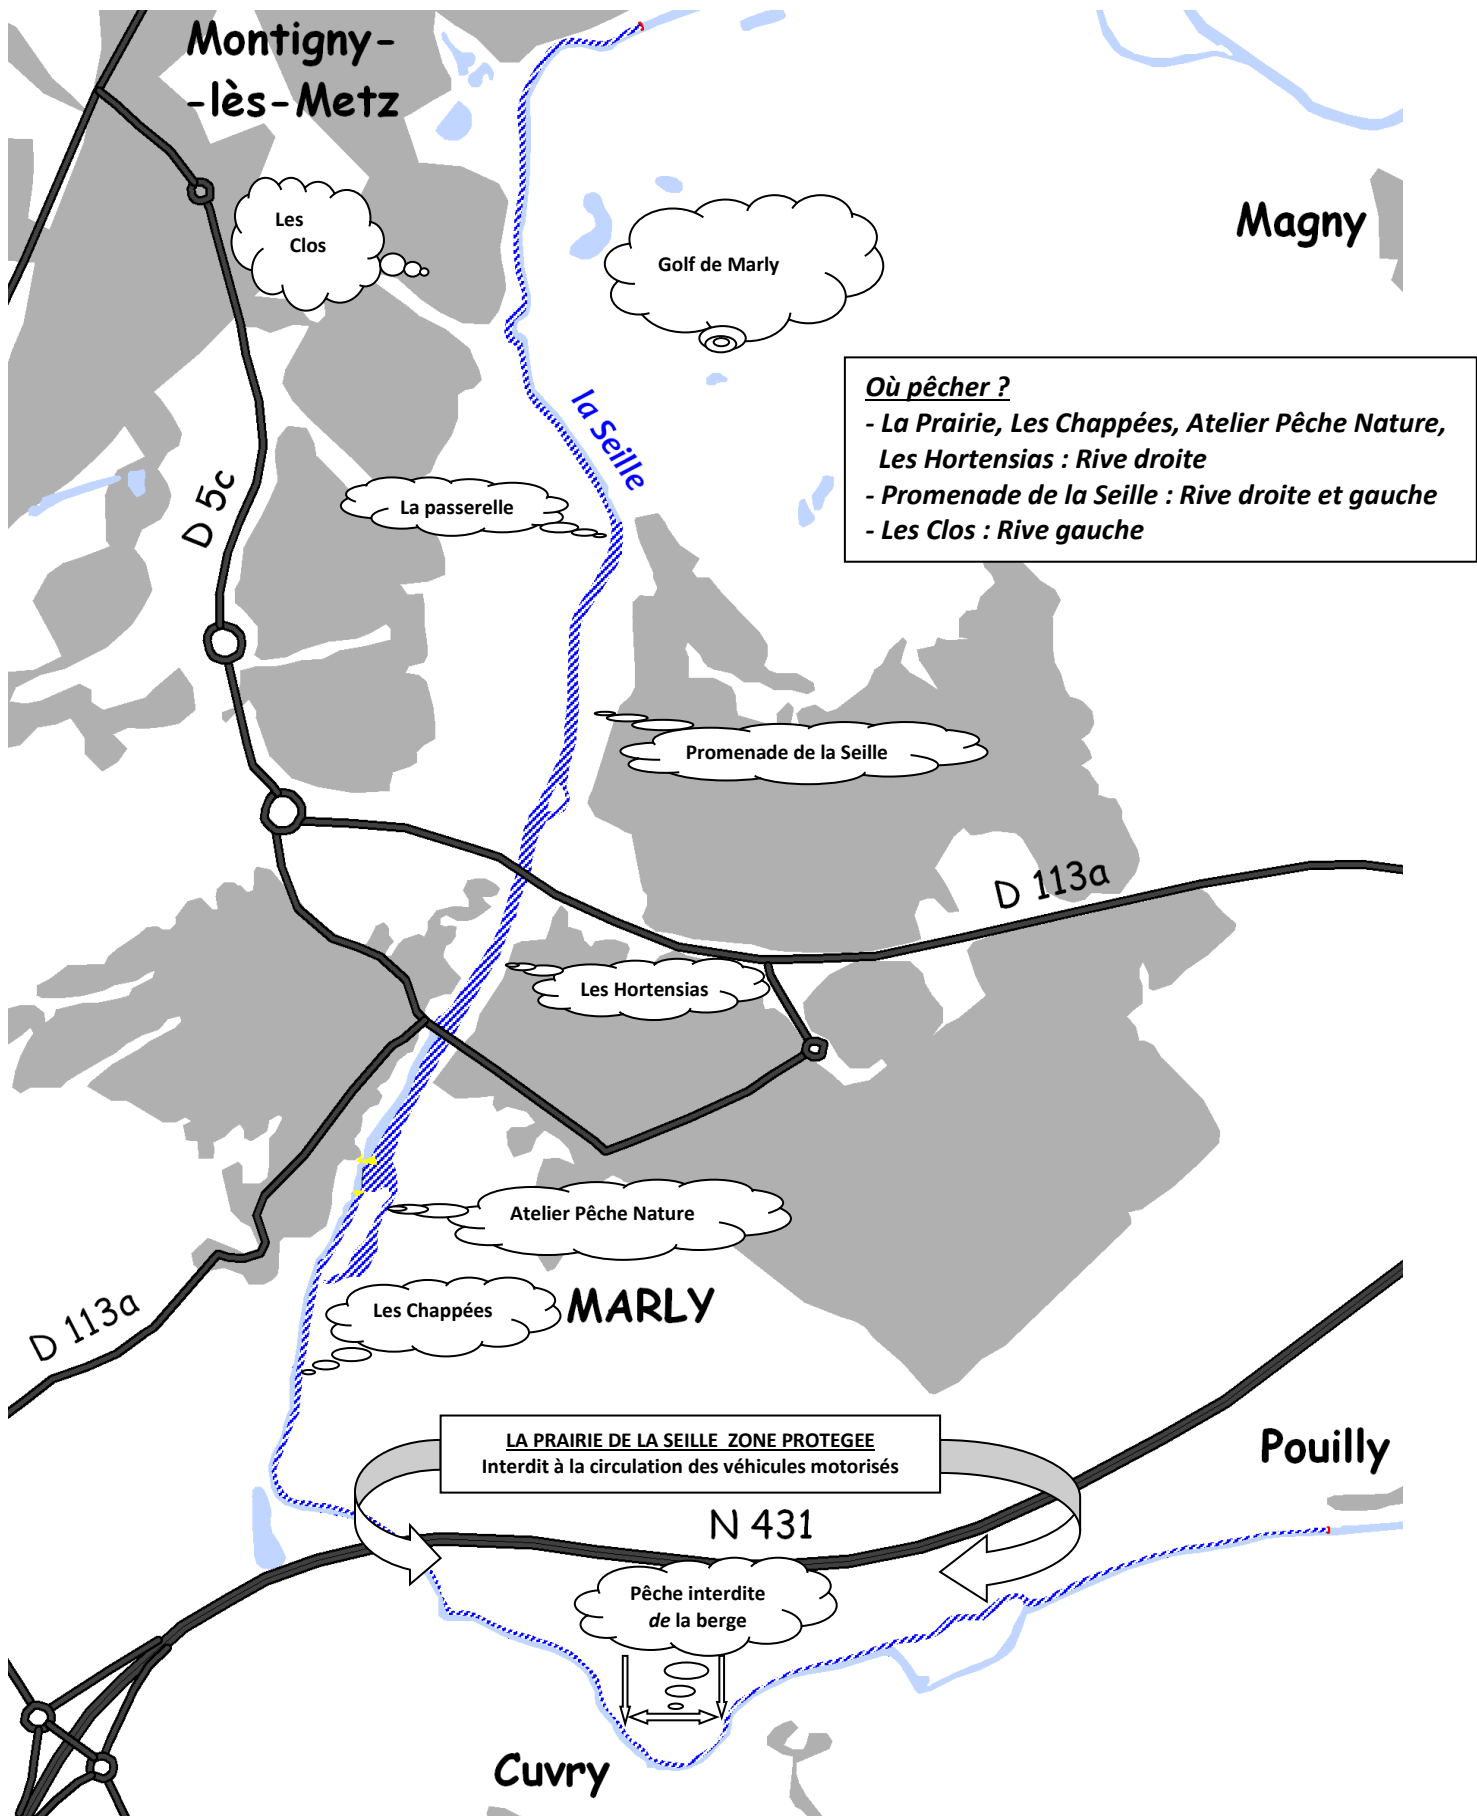 Montigny-
-lès-Metz
Les
Clos
Golf de Marly
Magny
Où pêcher ?
- La Prairie, Les Chappées, Atelier Pêche Nature,
Les Hortensias : Rive droite
- Promenade de la Seille : Rive droite et gauche
- Les Clos : Rive gauche
la Seille
D 5c
La passerelle
Promenade de la Seille
D 113a
Les Hortensias
Atelier Pêche Nature
Les Chappées
MARLY
D 113a
LA PRAIRIE DE LA SEILLE ZONE PROTEGEE
Interdit à la circulation des véhicules motorisés
Pouilly
N 431
Pêche interdite
de la berge
Cuvry